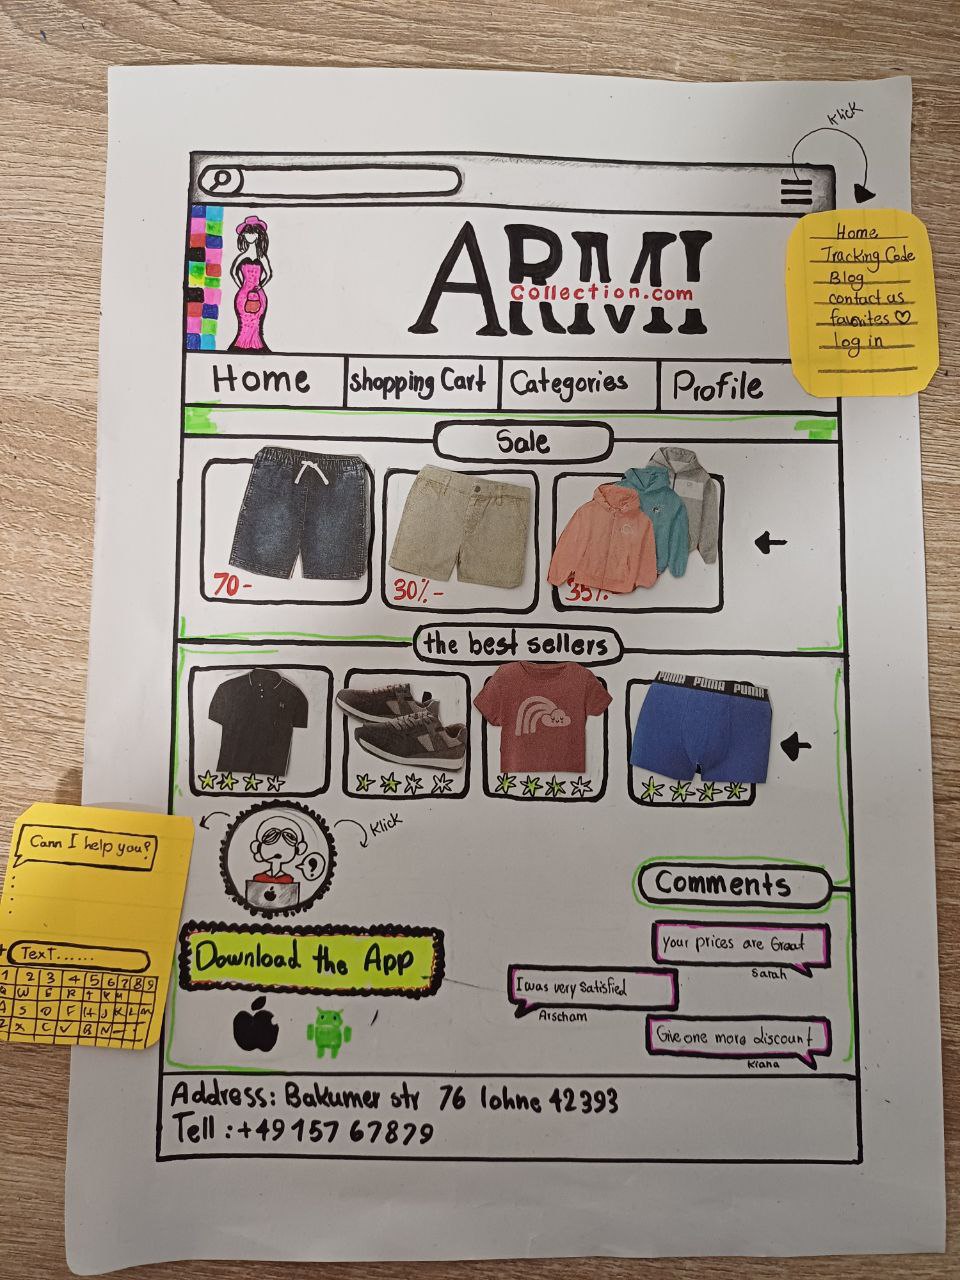 Klick
ARMI
Collection.com
Home
Tracking Code
Blog
contact us
favorites
Log in
Home
shopping Cart
Categories
Profile
Sale
70-
30%-
35%
the best sellers
PUMA PUMA PUMA
Klick
Cann I help you?
Text......
1 2 3 4 5 6 7 8 9
Comments
your prices are Great
Sarah
I was very satisfied
Arscham
Give one more discount
Kiana
Download the App
Address: Bakumer str 76 lohne 42393
Tell :+49157 67879